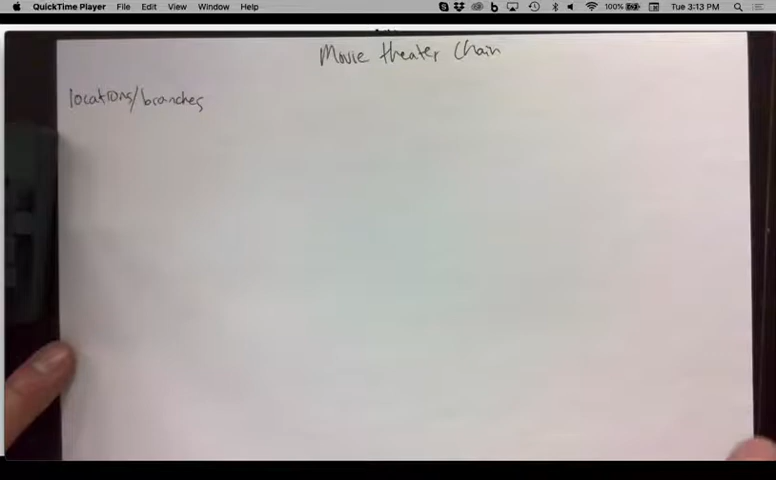 QuickTime Player File Edit View Window Help 100% Tue 3:13 PM
Movie theater Chain
locations/branches